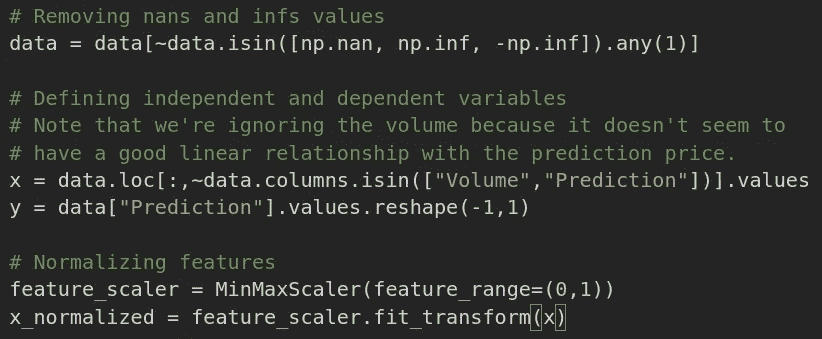 # Removing nans and infs values
data = data[~data.isin([np.nan, np.inf, -np.inf]).any(1)]
# Defining independent and dependent variables
# Note that we're ignoring the volume because it doesn't seem to
# have a good linear relationship with the prediction price.
x = data.loc[:,~data.columns.isin(["Volume","Prediction"])].values
y = data["Prediction"].values.reshape(-1,1)
# Normalizing features
feature_scaler = MinMaxScaler(feature_range=(0,1))
x_normalized = feature_scaler.fit_transform(x)